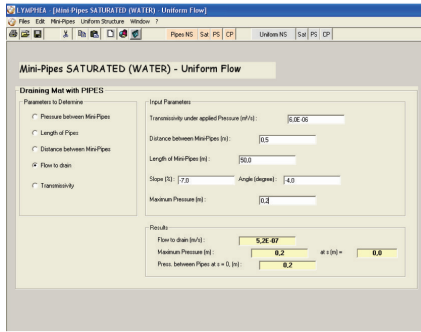 LYMPHEA - [Mini-Pipes SATURATED (WATER) - Uniform Flow]
Files Edit Mini-Pipes Uniform Structure Window ?
Pipes NS Sat PS CP Uniform NS Sat PS CP
Mini-Pipes SATURATED (WATER) - Uniform Flow
Draining Mat with PIPES
Parameters to Determine
Pressure between Mini-Pipes
Length of Pipes
Distance between Mini-Pipes
Flow to drain
Transmissivity
Input Parameters
Transmissivity under applied Pressure (m²/s) : 6,0E-06
Distance between Mini-Pipes (m) : 0,5
Length of Mini-Pipes (m) : 50,0
Slope (%) : -7,0 Angle (degree) : -4,0
Maximum Pressure (m) : 0,2
Results
Flow to drain (m/s) : 5,2E-07
Maximum Pressure (m) : 0,2 at s (m) = 0,0
Press. between Pipes at s = 0, (m) : 0,2